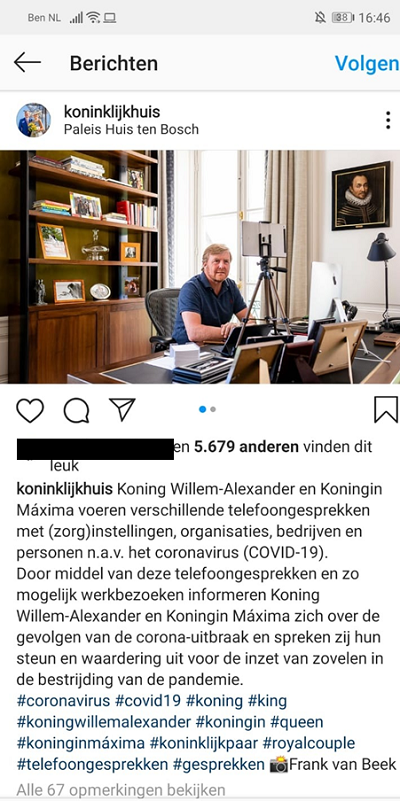 Ben NL 38 16:46
Berichten Volgen
koninklijkhuis
Paleis Huis ten Bosch
en 5.679 anderen vinden dit
leuk
koninklijkhuis Koning Willem-Alexander en Koningin
Máxima voeren verschillende telefoongesprekken
met (zorg)instellingen, organisaties, bedrijven en
personen n.a.v. het coronavirus (COVID-19).
Door middel van deze telefoongesprekken en zo
mogelijk werkbezoeken informeren Koning
Willem-Alexander en Koningin Máxima zich over de
gevolgen van de corona-uitbraak en spreken zij hun
steun en waardering uit voor de inzet van zovelen in
de bestrijding van de pandemie.
#coronavirus #covid19 #koning #king
#koningwillemalexander #koningin #queen
#koninginmáxima #koninklijkpaar #royalcouple
#telefoongesprekken #gesprekken 📸Frank van Beek
Alle 67 opmerkingen bekijken